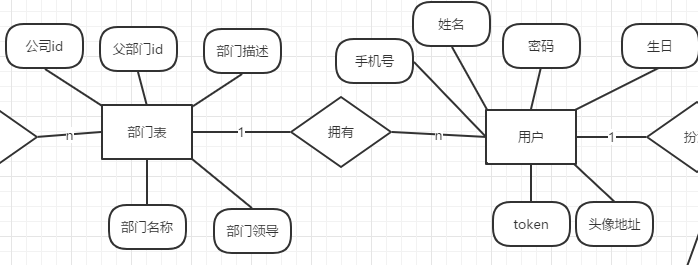 姓名
公司id
父部门id
部门描述
手机号
密码
生日
n
部门表
1
拥有
n
用户
1
扮
部门名称
部门领导
token
头像地址